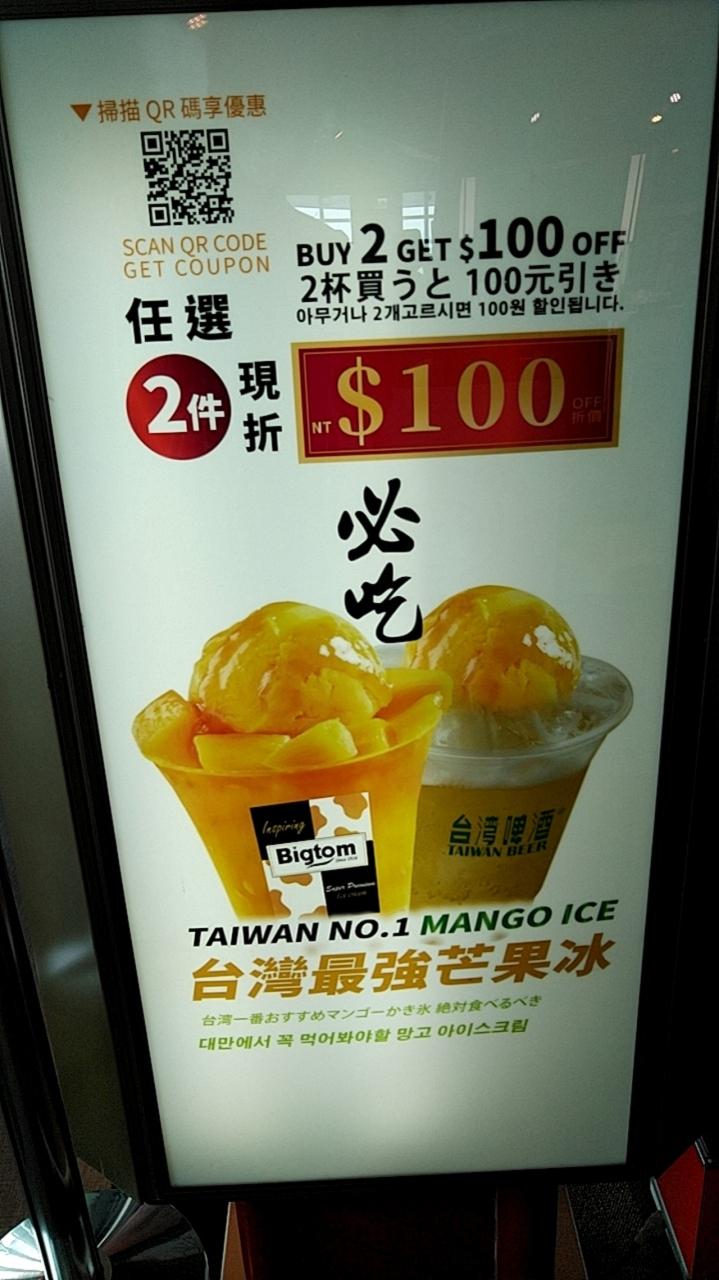 ▼掃描 QR 碼享優惠
SCAN QR CODE
GET COUPON
BUY 2 GET $100 OFF
2杯買うと 100元引き
아무거나 2개고르시면 100원 할인됩니다.
任選
2件
現折
NT $100 OFF 折價
必吃
Inspiring
Bigtom
Super Premium
Ice cream
台灣啤酒
TAIWAN BEER
TAIWAN NO.1 MANGO ICE
台灣最強芒果冰
台湾一番おすすめマンゴーかき氷 絶対食べるべき
대만에서 꼭 먹어봐야할 망고 아이스크림